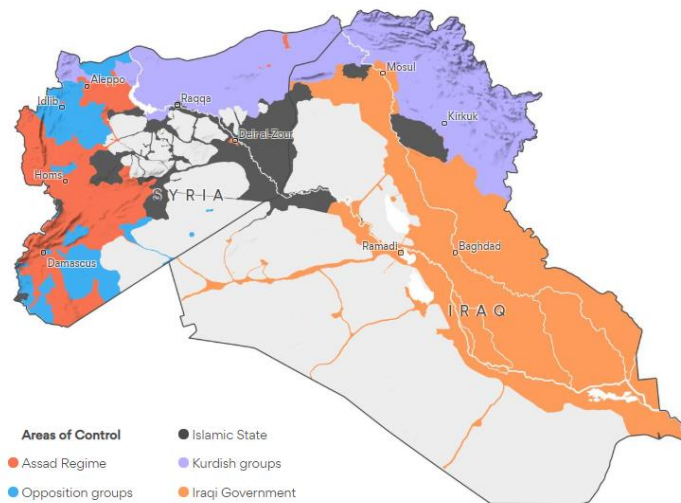 Aleppo
Mosul
Idlib
Raqqa
Kirkuk
Deir al-Zour
Homs
SYRIA
Ramadi
Baghdad
Damascus
IRAQ
Areas of Control
Islamic State
Assad Regime
Kurdish groups
Opposition groups
Iraqi Government